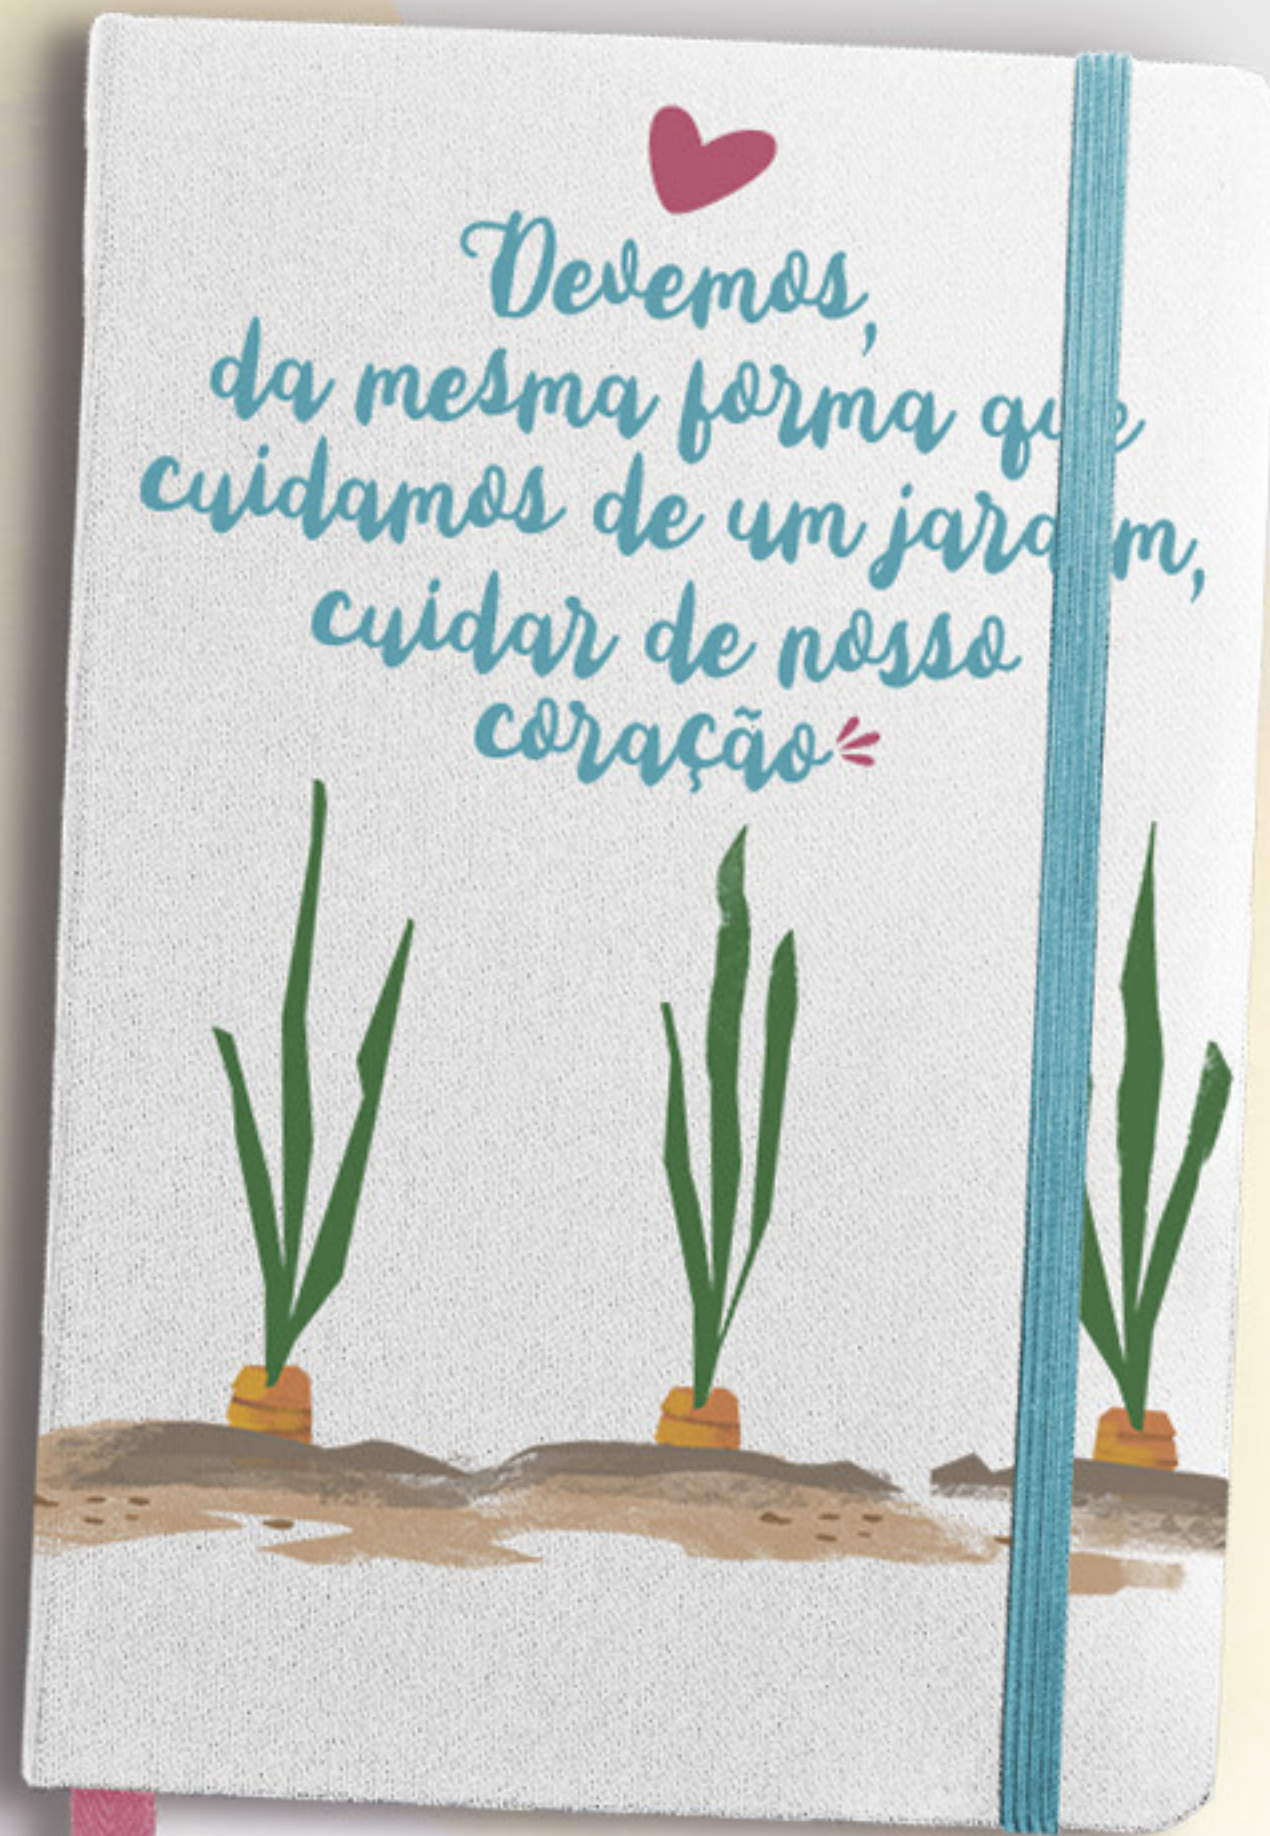 Devemos,
da mesma forma que
cuidamos de um jardim,
cuidar de nosso
coração